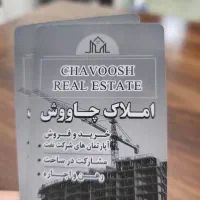 CHAVOOSH
REAL ESTATE
املاک چاووش
خرید و فروش
آپارتمان های شرکت نفت
مشارکت در ساخت
رهن و اجاره